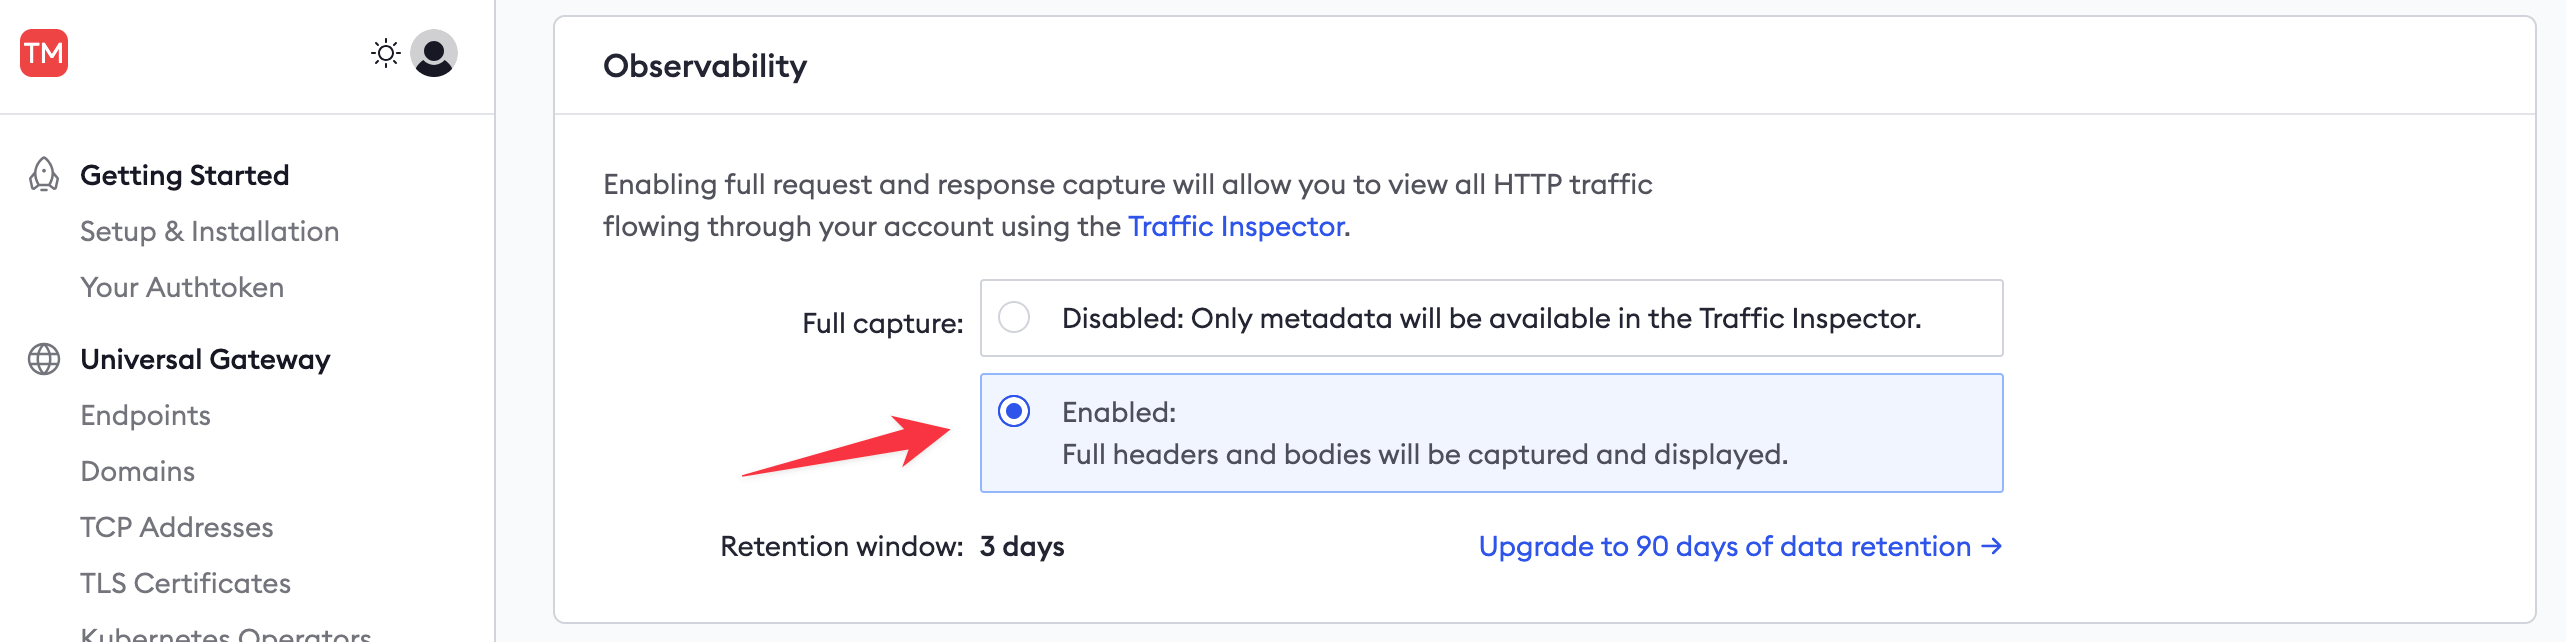 TM
Getting Started
Setup & Installation
Your Authtoken
Universal Gateway
Endpoints
Domains
TCP Addresses
TLS Certificates
Kubernetes Operators
Observability
Enabling full request and response capture will allow you to view all HTTP traffic
flowing through your account using the Traffic Inspector.
Full capture:
Disabled: Only metadata will be available in the Traffic Inspector.
Enabled:
Full headers and bodies will be captured and displayed.
Retention window: 3 days
Upgrade to 90 days of data retention →